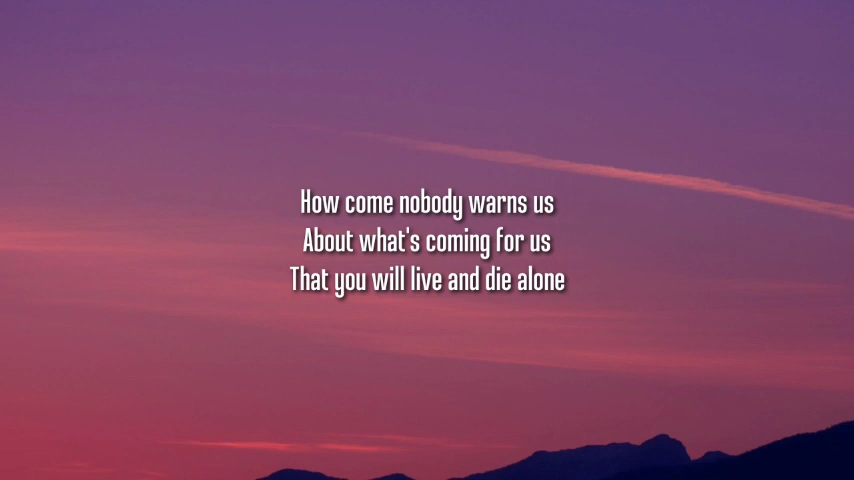 How come nobody warns us
About what's coming for us
That you will live and die alone